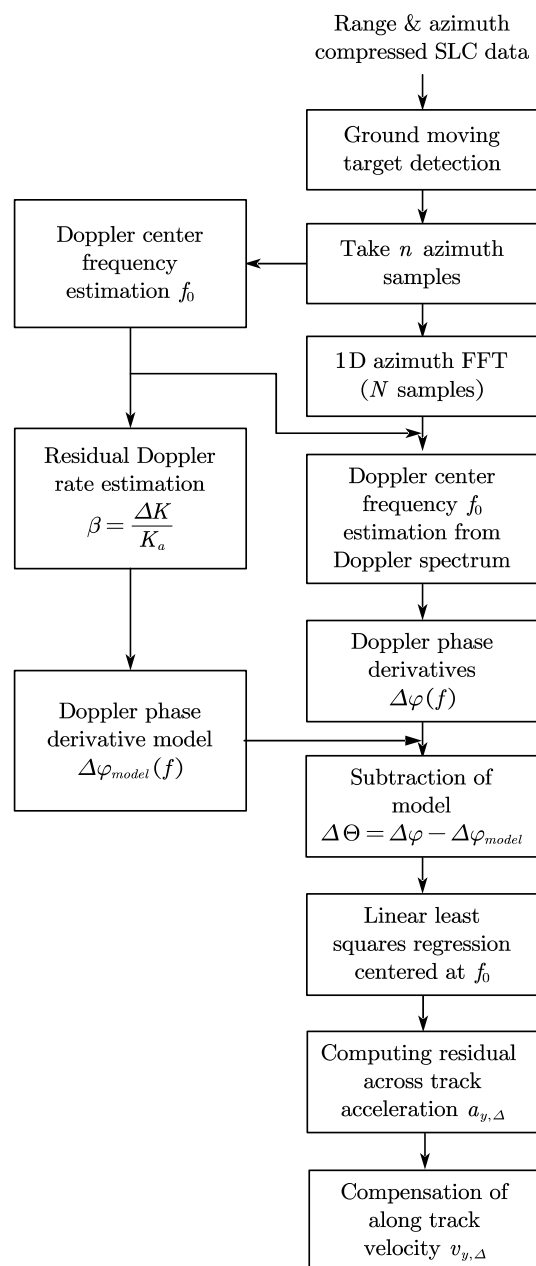 Range & azimuth
compressed SLC data
Ground moving
target detection
Take n azimuth
samples
Doppler center
frequency
estimation f₀
1D azimuth FFT
(N samples)
Residual Doppler
rate estimation
β = ΔK/Kₐ
Doppler center
frequency f₀
estimation from
Doppler spectrum
Doppler phase
derivatives
Δφ(f)
Doppler phase
derivative model
Δφ_model(f)
Subtraction of
model
ΔΘ = Δφ − Δφ_model
Linear least
squares regression
centered at f₀
Computing residual
across track
acceleration a_y,Δ
Compensation of
along track
velocity v_y,Δ